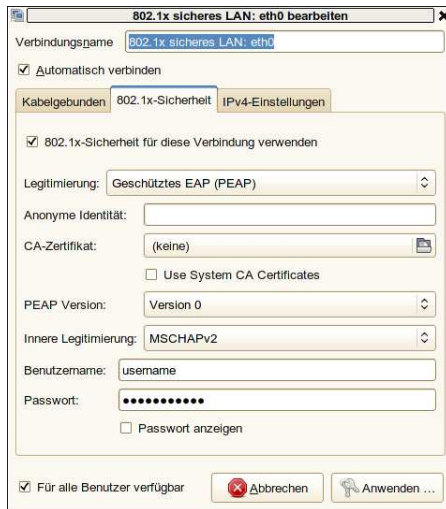 802.1x sicheres LAN: eth0 bearbeiten
Verbindungsname 802.1x sicheres LAN: eth0
Automatisch verbinden
Kabelgebunden 802.1x-Sicherheit IPv4-Einstellungen
802.1x-Sicherheit für diese Verbindung verwenden
Legitimierung: Geschütztes EAP (PEAP)
Anonyme Identität:
CA-Zertifikat: (keine)
Use System CA Certificates
PEAP Version: Version 0
Innere Legitimierung: MSCHAPv2
Benutzername: username
Passwort: ●●●●●●●●●●●
Passwort anzeigen
Für alle Benutzer verfügbar Abbrechen Anwenden ...